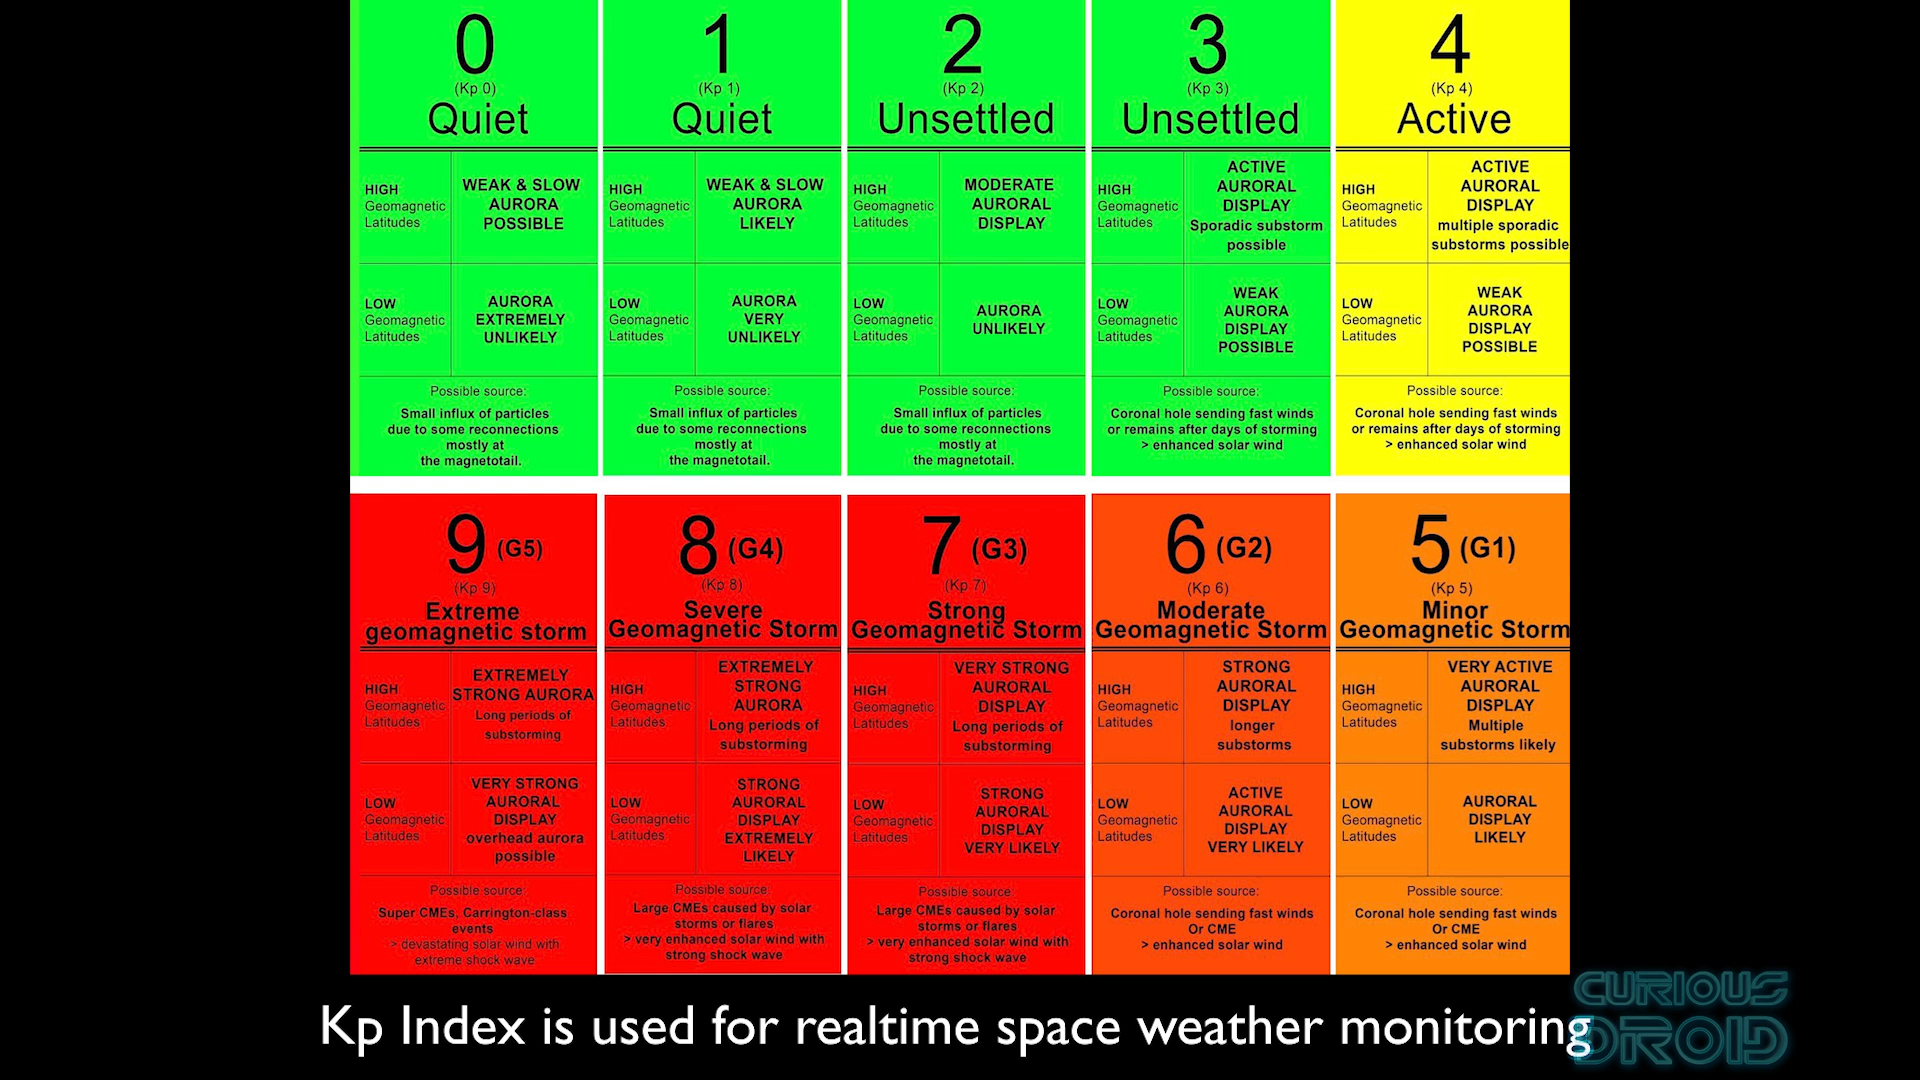 0
(Kp 0)
Quiet
HIGH
Geomagnetic
Latitudes
WEAK & SLOW
AURORA
POSSIBLE
LOW
Geomagnetic
Latitudes
AURORA
EXTREMELY
UNLIKELY
Possible source:
Small influx of particles
due to some reconnections
mostly at
the magnetotail.
1
(Kp 1)
Quiet
HIGH
Geomagnetic
Latitudes
WEAK & SLOW
AURORA
LIKELY
LOW
Geomagnetic
Latitudes
AURORA
VERY
UNLIKELY
Possible source:
Small influx of particles
due to some reconnections
mostly at
the magnetotail.
2
(Kp 2)
Unsettled
HIGH
Geomagnetic
Latitudes
MODERATE
AURORAL
DISPLAY
LOW
Geomagnetic
Latitudes
AURORA
UNLIKELY
Possible source:
Small influx of particles
due to some reconnections
mostly at
the magnetotail.
3
(Kp 3)
Unsettled
HIGH
Geomagnetic
Latitudes
ACTIVE
AURORAL
DISPLAY
Sporadic substorm
possible
LOW
Geomagnetic
Latitudes
WEAK
AURORA
DISPLAY
POSSIBLE
Possible source:
Coronal hole sending fast winds
or remains after days of storming
> enhanced solar wind
4
(Kp 4)
Active
HIGH
Geomagnetic
Latitudes
ACTIVE
AURORAL
DISPLAY
multiple sporadic
substorms possible
LOW
Geomagnetic
Latitudes
WEAK
AURORA
DISPLAY
POSSIBLE
Possible source:
Coronal hole sending fast winds
or remains after days of storming
> enhanced solar wind
9 (G5)
(Kp 9)
Extreme
geomagnetic storm
HIGH
Geomagnetic
Latitudes
EXTREMELY
STRONG AURORA
Long periods of
substorming
LOW
Geomagnetic
Latitudes
VERY STRONG
AURORAL
DISPLAY
overhead aurora
possible
Possible source:
Super CMEs, Carrington-class
events
> devastating solar wind with
extreme shock wave
8 (G4)
(Kp 8)
Severe
Geomagnetic Storm
HIGH
Geomagnetic
Latitudes
EXTREMELY
STRONG
AURORA
Long periods of
substorming
LOW
Geomagnetic
Latitudes
STRONG
AURORAL
DISPLAY
EXTREMELY
LIKELY
Possible source:
Large CMEs caused by solar
storms or flares
> very enhanced solar wind with
strong shock wave
7 (G3)
(Kp 7)
Strong
Geomagnetic Storm
HIGH
Geomagnetic
Latitudes
VERY STRONG
AURORAL
DISPLAY
Long periods of
substorming
LOW
Geomagnetic
Latitudes
STRONG
AURORAL
DISPLAY
VERY LIKELY
Possible source:
Large CMEs caused by solar
storms or flares
> very enhanced solar wind with
strong shock wave
6 (G2)
(Kp 6)
Moderate
Geomagnetic Storm
HIGH
Geomagnetic
Latitudes
STRONG
AURORAL
DISPLAY
longer
substorms
LOW
Geomagnetic
Latitudes
ACTIVE
AURORAL
DISPLAY
VERY LIKELY
Possible source:
Coronal hole sending fast winds
Or CME
> enhanced solar wind
5 (G1)
(Kp 5)
Minor
Geomagnetic Storm
HIGH
Geomagnetic
Latitudes
VERY ACTIVE
AURORAL
DISPLAY
Multiple
substorms likely
LOW
Geomagnetic
Latitudes
AURORAL
DISPLAY
LIKELY
Possible source:
Coronal hole sending fast winds
Or CME
> enhanced solar wind
Kp Index is used for realtime space weather monitoring
CURIOUS
DROID